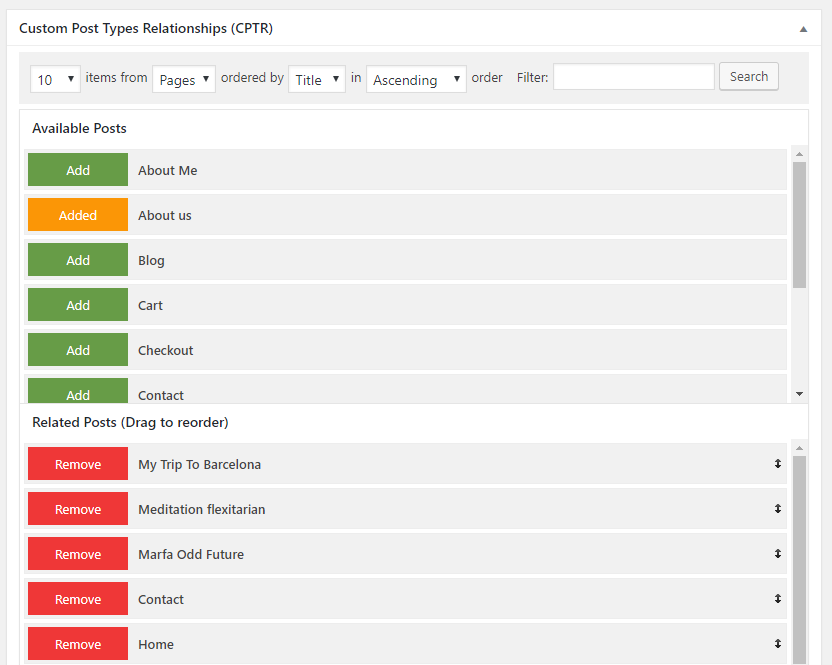 Custom Post Types Relationships (CPTR)
10 items from Pages ordered by Title in Ascending order Filter: Search
Available Posts
Add About Me
Added About us
Add Blog
Add Cart
Add Checkout
Add Contact
Related Posts (Drag to reorder)
Remove My Trip To Barcelona
Remove Meditation flexitarian
Remove Marfa Odd Future
Remove Contact
Remove Home